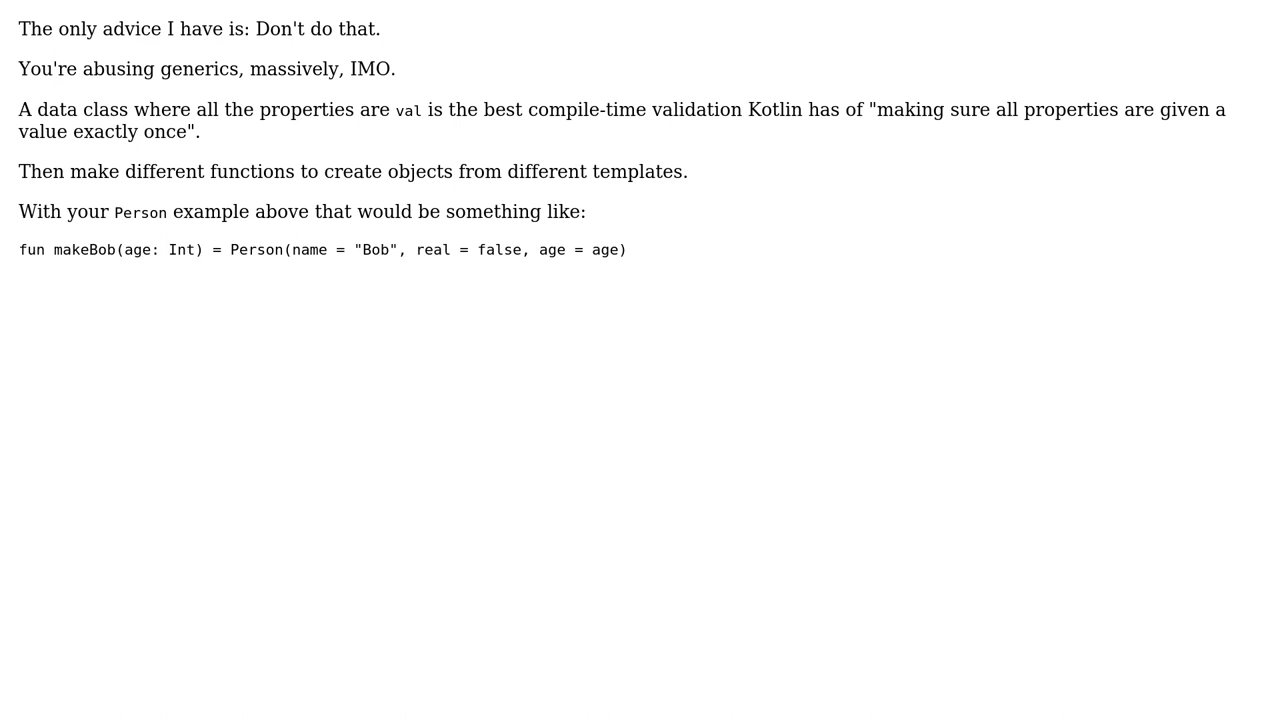 The only advice I have is: Don't do that.
You're abusing generics, massively, IMO.
A data class where all the properties are val is the best compile-time validation Kotlin has of "making sure all properties are given a
value exactly once".
Then make different functions to create objects from different templates.
With your Person example above that would be something like:
fun makeBob(age: Int) = Person(name = "Bob", real = false, age = age)